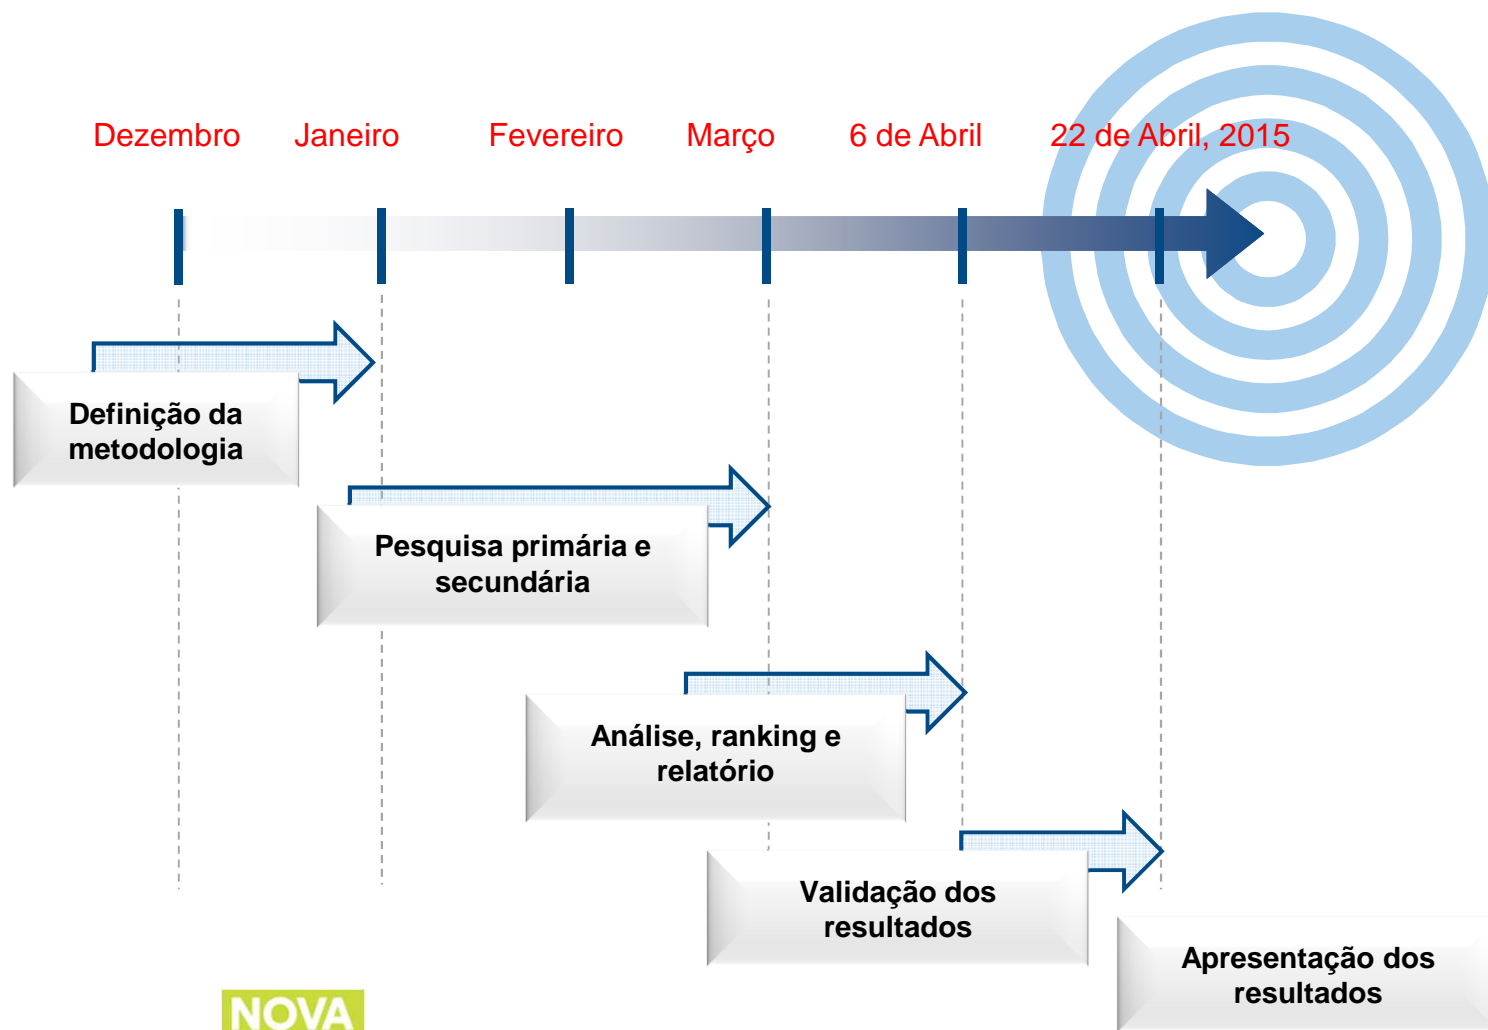 Dezembro Janeiro Fevereiro Março 6 de Abril 22 de Abril, 2015
Definição da
metodologia
Pesquisa primária e
secundária
Análise, ranking e
relatório
Validação dos
resultados
Apresentação dos
resultados
NOVA